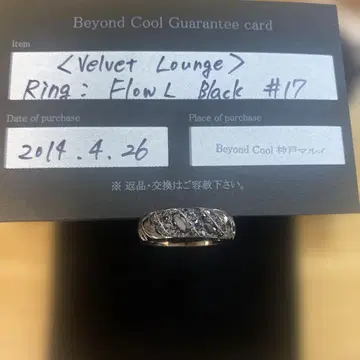 Beyond Cool Guarantee card
Item
<Velvet Lounge>
Ring: Flow L Black #17
Date of purchase
Place of purchase
2014.4.26
Beyond Cool 神戸マルイ
※ 返品・交換はご容赦下さい。